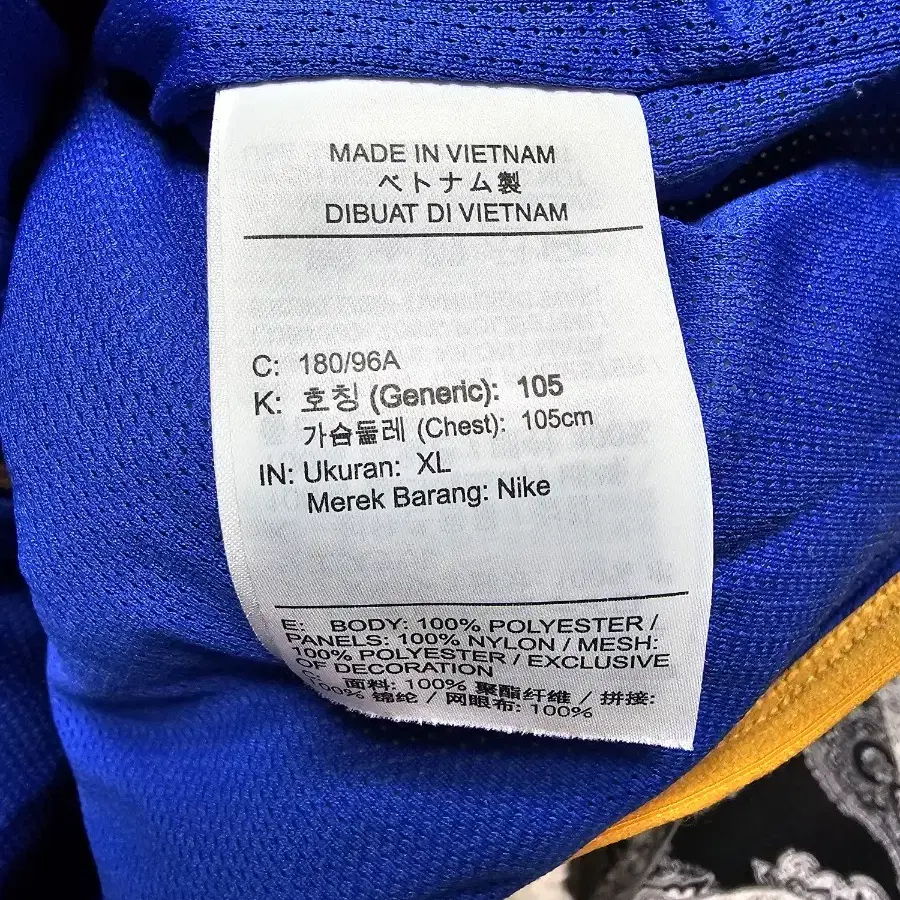 MADE IN VIETNAM
ベトナム製
DIBUAT DI VIETNAM
C: 180/96A
K: 호칭 (Generic): 105
가슴둘레 (Chest): 105cm
IN: Ukuran: XL
Merek Barang: Nike
E: BODY: 100% POLYESTER /
PANELS: 100% NYLON / MESH:
100% POLYESTER / EXCLUSIVE
OF DECORATION
C: 面料: 100% 聚酯纤维 / 拼接:
100% 锦纶 / 网眼布: 100%